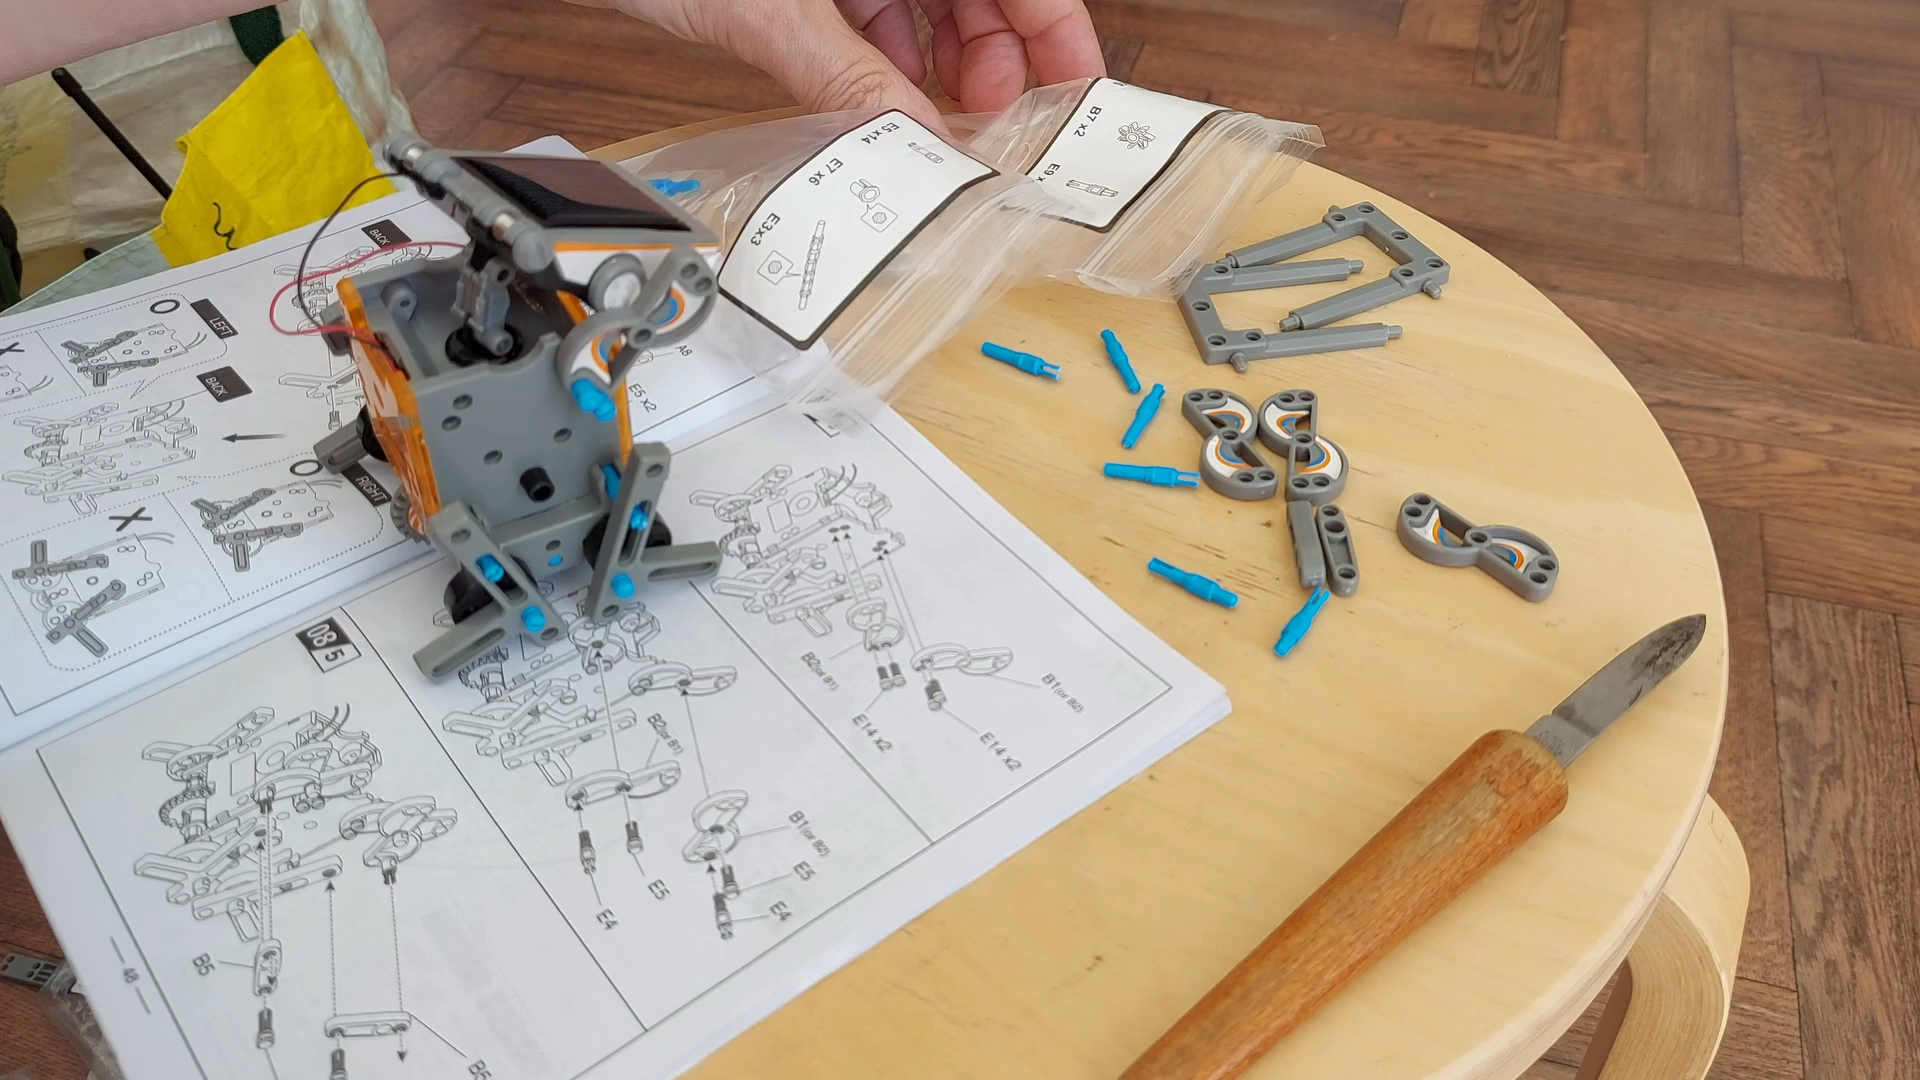 E5 x14
E7 x6
E3x3
B7 x2
E9 x
BACK
LEFT
BACK
RIGHT
A8
E5 x2
08 5
B2(or B1)
E14 x2
B1(or B2)
E14 x2
B2(or B1)
B1(or B2)
E5
E4
E5
E4
B5
B5
48